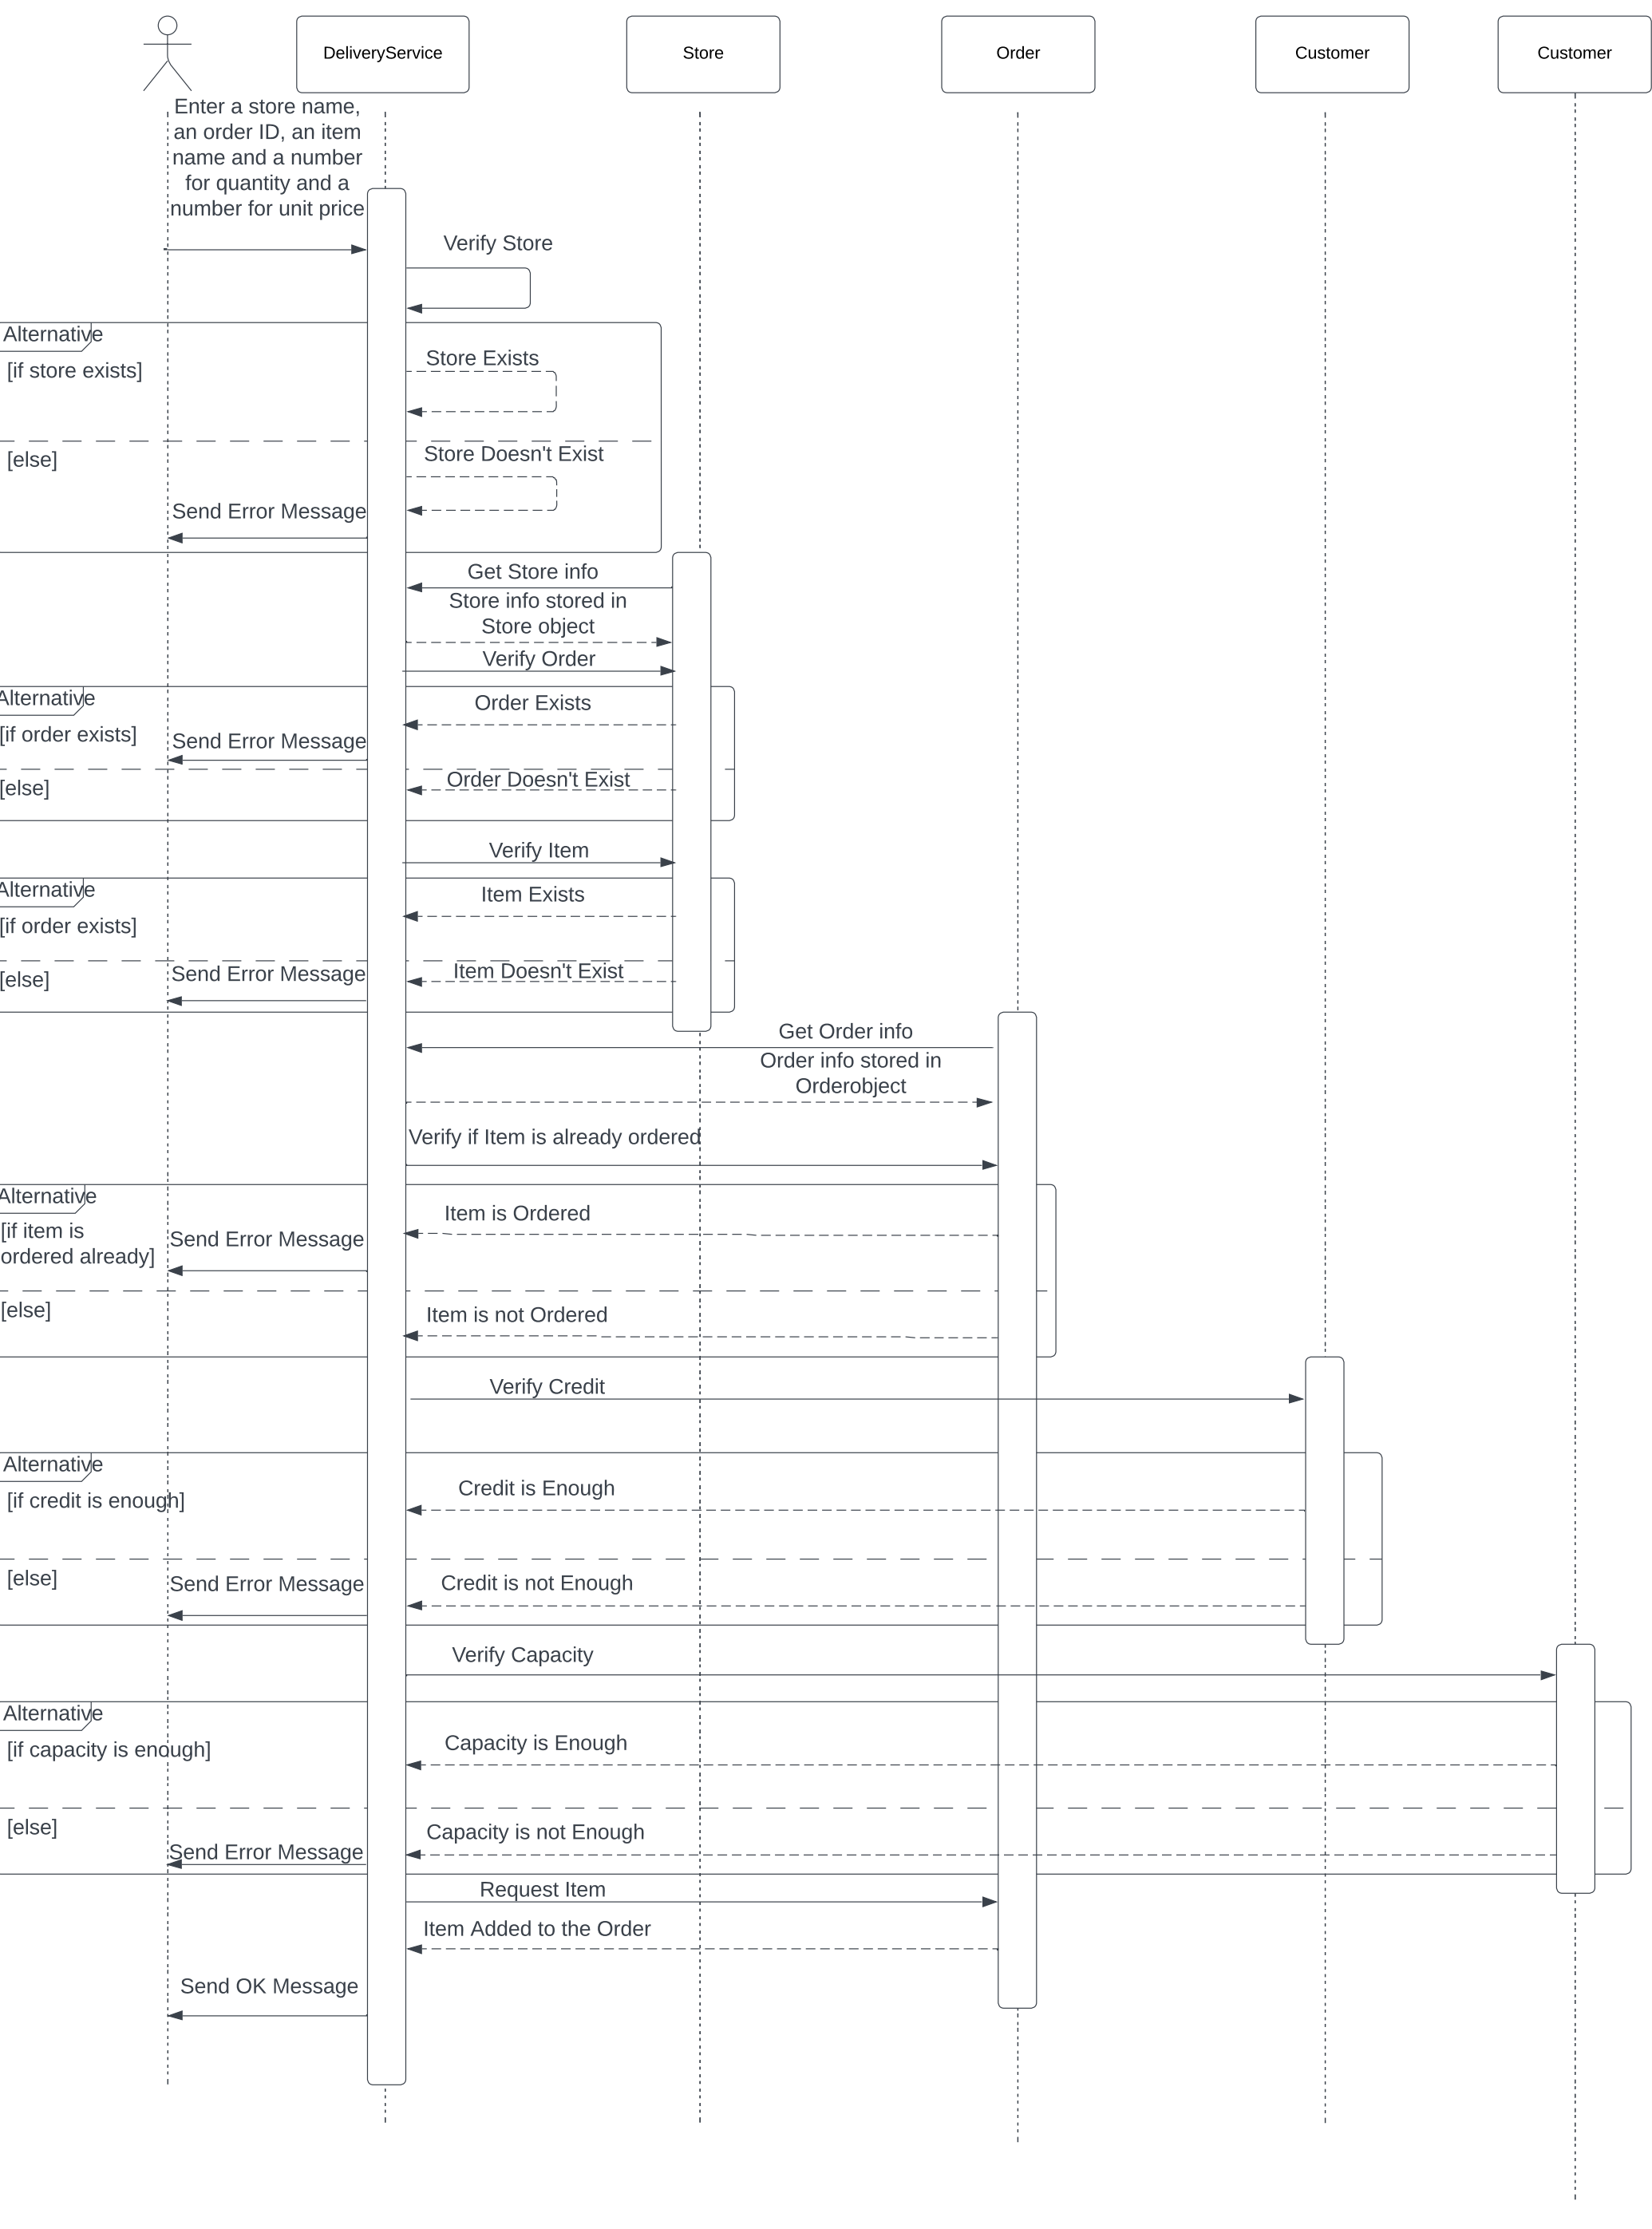 DeliveryService
Store
Order
Customer
Customer
Enter a store name,
an order ID, an item
name and a number
for quantity and a
number for unit price
Verify Store
Alternative
[if store exists]
Store Exists
[else]
Store Doesn't Exist
Send Error Message
Get Store info
Store info stored in
Store object
Verify Order
Alternative
[if order exists]
Order Exists
Send Error Message
[else]
Order Doesn't Exist
Verify Item
Alternative
[if order exists]
Item Exists
[else]
Send Error Message
Item Doesn't Exist
Get Order info
Order info stored in
Orderobject
Verify if Item is already ordered
Alternative
[if item is
ordered already]
Item is Ordered
Send Error Message
[else]
Item is not Ordered
Verify Credit
Alternative
[if credit is enough]
Credit is Enough
[else]
Send Error Message
Credit is not Enough
Verify Capacity
Alternative
[if capacity is enough]
Capacity is Enough
[else]
Capacity is not Enough
Send Error Message
Request Item
Item Added to the Order
Send OK Message